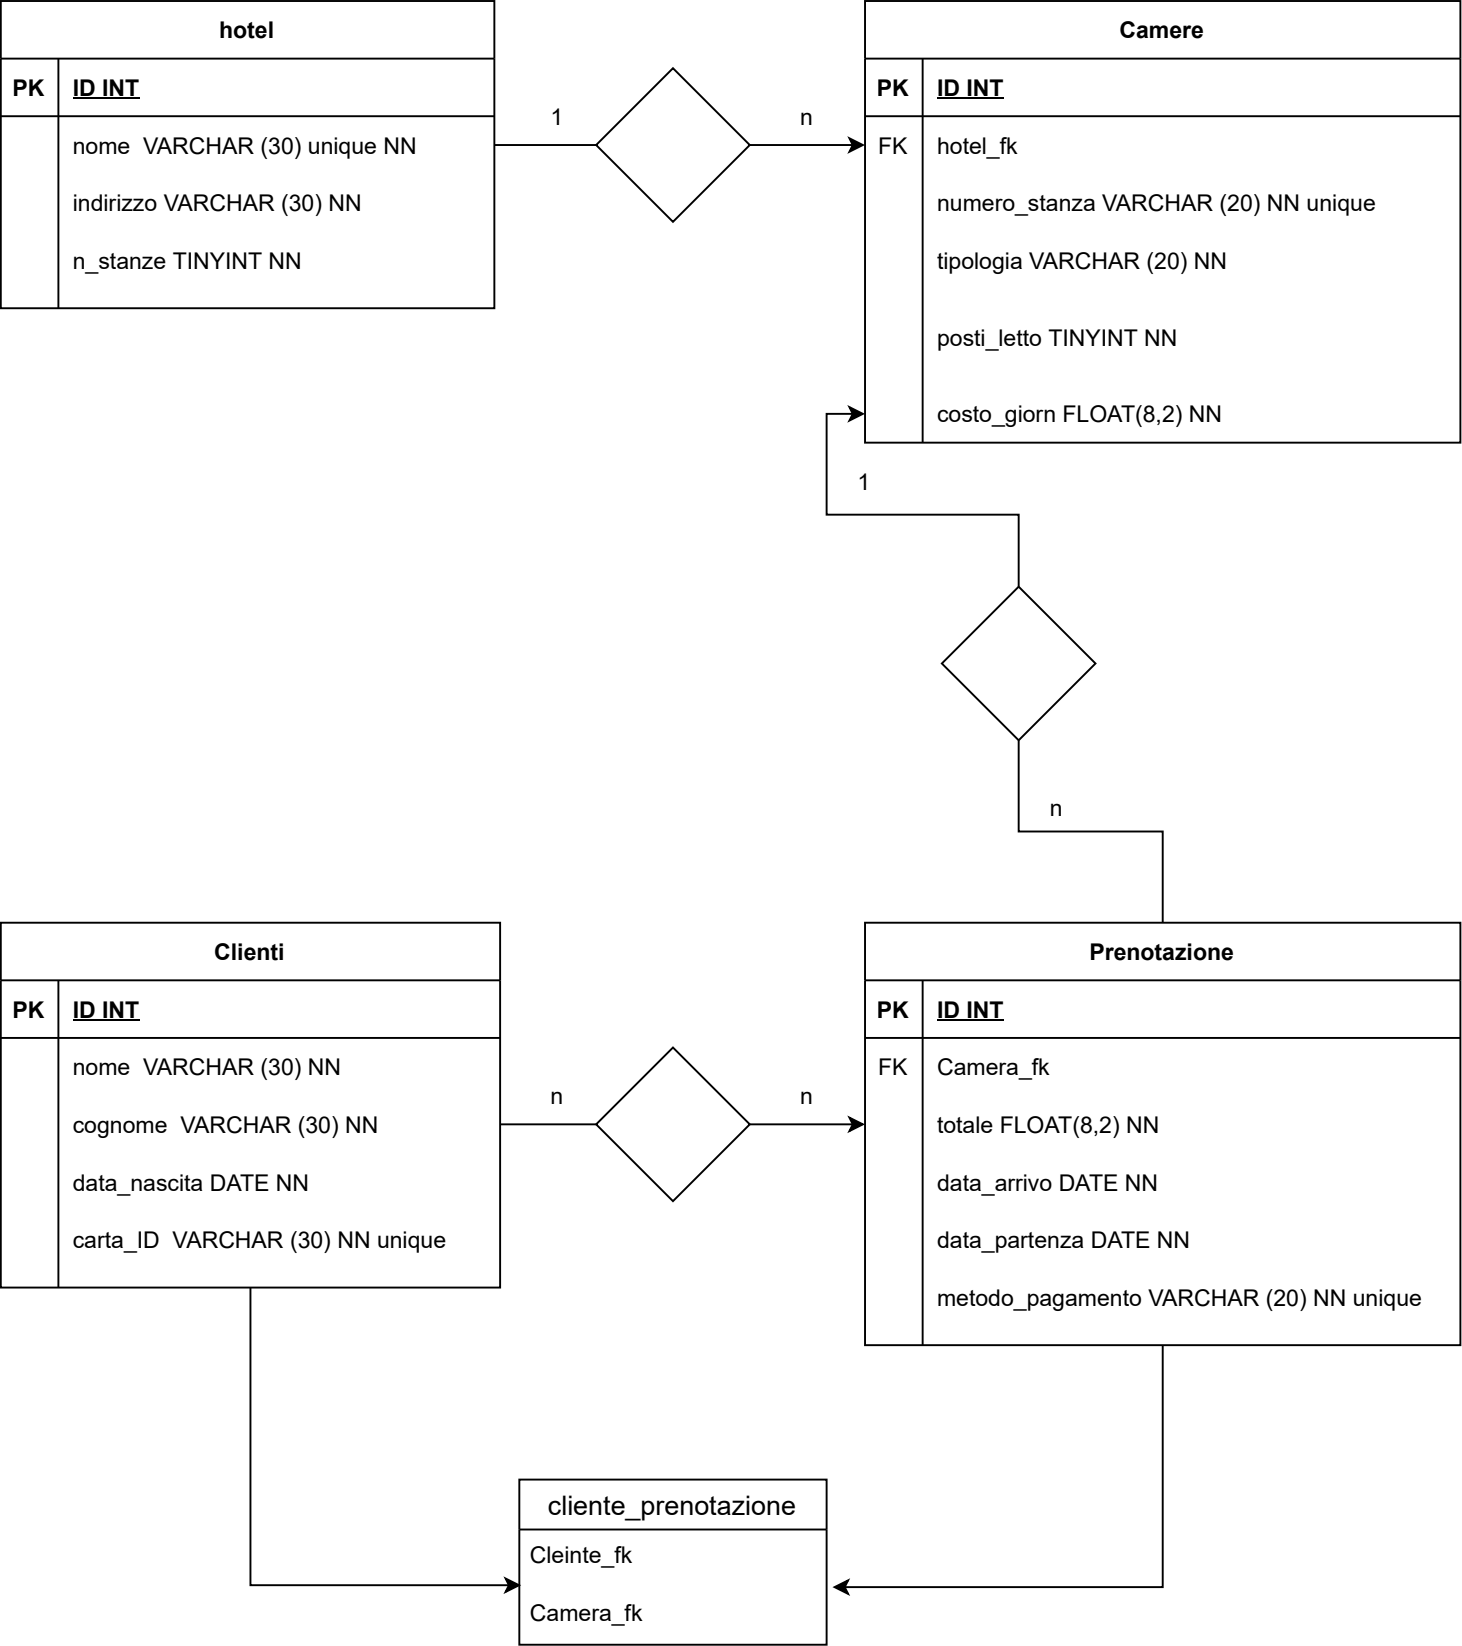 hotel
PK ID INT
nome VARCHAR (30) unique NN
indirizzo VARCHAR (30) NN
n_stanze TINYINT NN
1
n
Camere
PK ID INT
FK hotel_fk
numero_stanza VARCHAR (20) NN unique
tipologia VARCHAR (20) NN
posti_letto TINYINT NN
costo_giorn FLOAT(8,2) NN
1
n
Clienti
PK ID INT
nome VARCHAR (30) NN
cognome VARCHAR (30) NN
data_nascita DATE NN
carta_ID VARCHAR (30) NN unique
n
n
Prenotazione
PK ID INT
FK Camera_fk
totale FLOAT(8,2) NN
data_arrivo DATE NN
data_partenza DATE NN
metodo_pagamento VARCHAR (20) NN unique
cliente_prenotazione
Cleinte_fk
Camera_fk